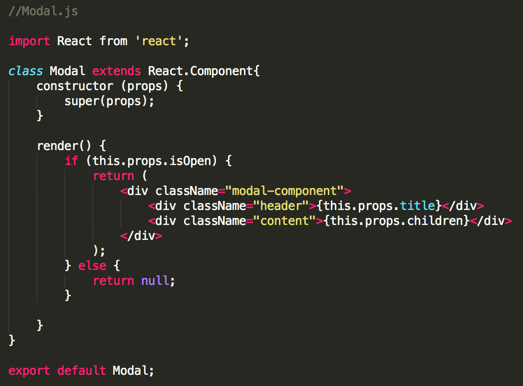 //Modal.js
import React from 'react';
class Modal extends React.Component{
    constructor (props) {
        super(props);
    }
    render() {
        if (this.props.isOpen) {
            return (
                <div className="modal-component">
                    <div className="header">{this.props.title}</div>
                    <div className="content">{this.props.children}</div>
                </div>
            );
        } else {
            return null;
        }
    }
}
export default Modal;